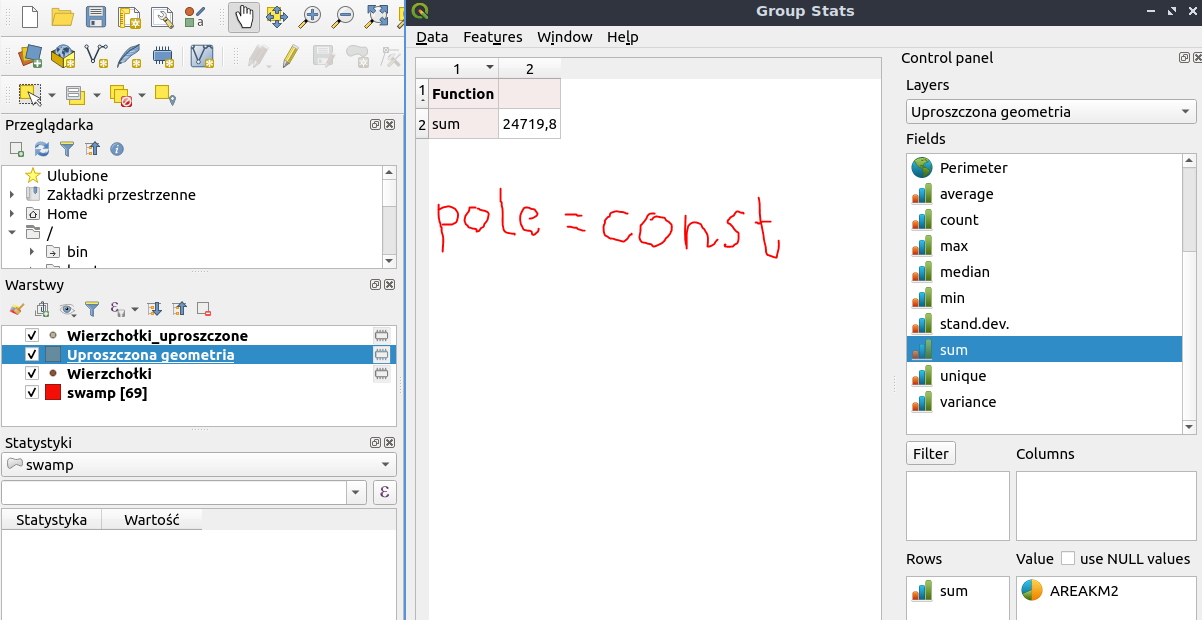 Group Stats
Data Features Window Help
1 2
1 Function
2 sum 24719,8
pole = const
Przeglądarka
Ulubione
Zakładki przestrzenne
Home
/
bin
Warstwy
Wierzchołki_uproszczone
Uproszczona geometria
Wierzchołki
swamp [69]
Statystyki
swamp
ε
Statystyka Wartość
Control panel
Layers
Uproszczona geometria
Fields
Perimeter
average
count
max
median
min
stand.dev.
sum
unique
variance
Filter Columns
Rows Value use NULL values
sum AREAKM2